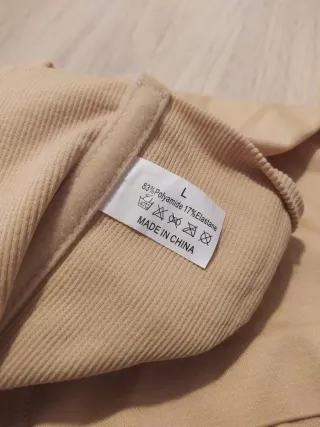 L
83%Polyamide 17%Elastane
MADE IN CHINA